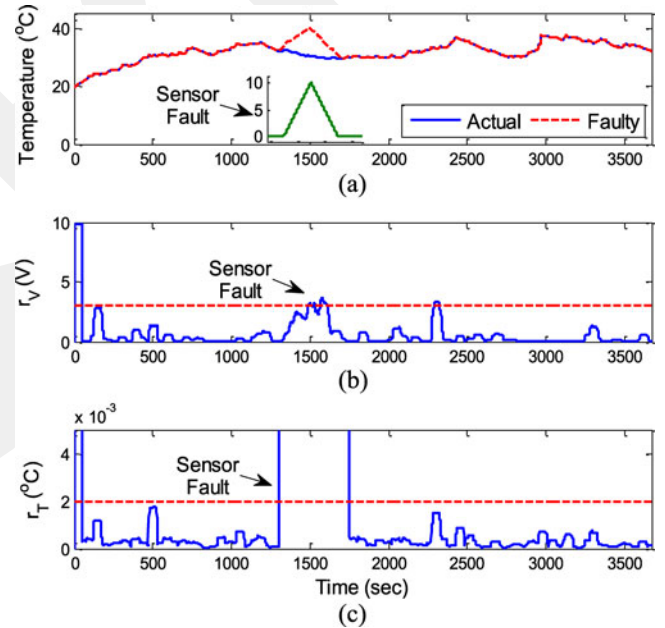 Temperature (°C)
40
20
0
Sensor
Fault
10
5
0
Actual
Faulty
0 500 1000 1500 2000 2500 3000 3500
(a)
r_V (V)
10
5
0
Sensor
Fault
0 500 1000 1500 2000 2500 3000 3500
(b)
x 10⁻³
r_T (°C)
4
2
0
Sensor
Fault
0 500 1000 1500 2000 2500 3000 3500
Time (sec)
(c)